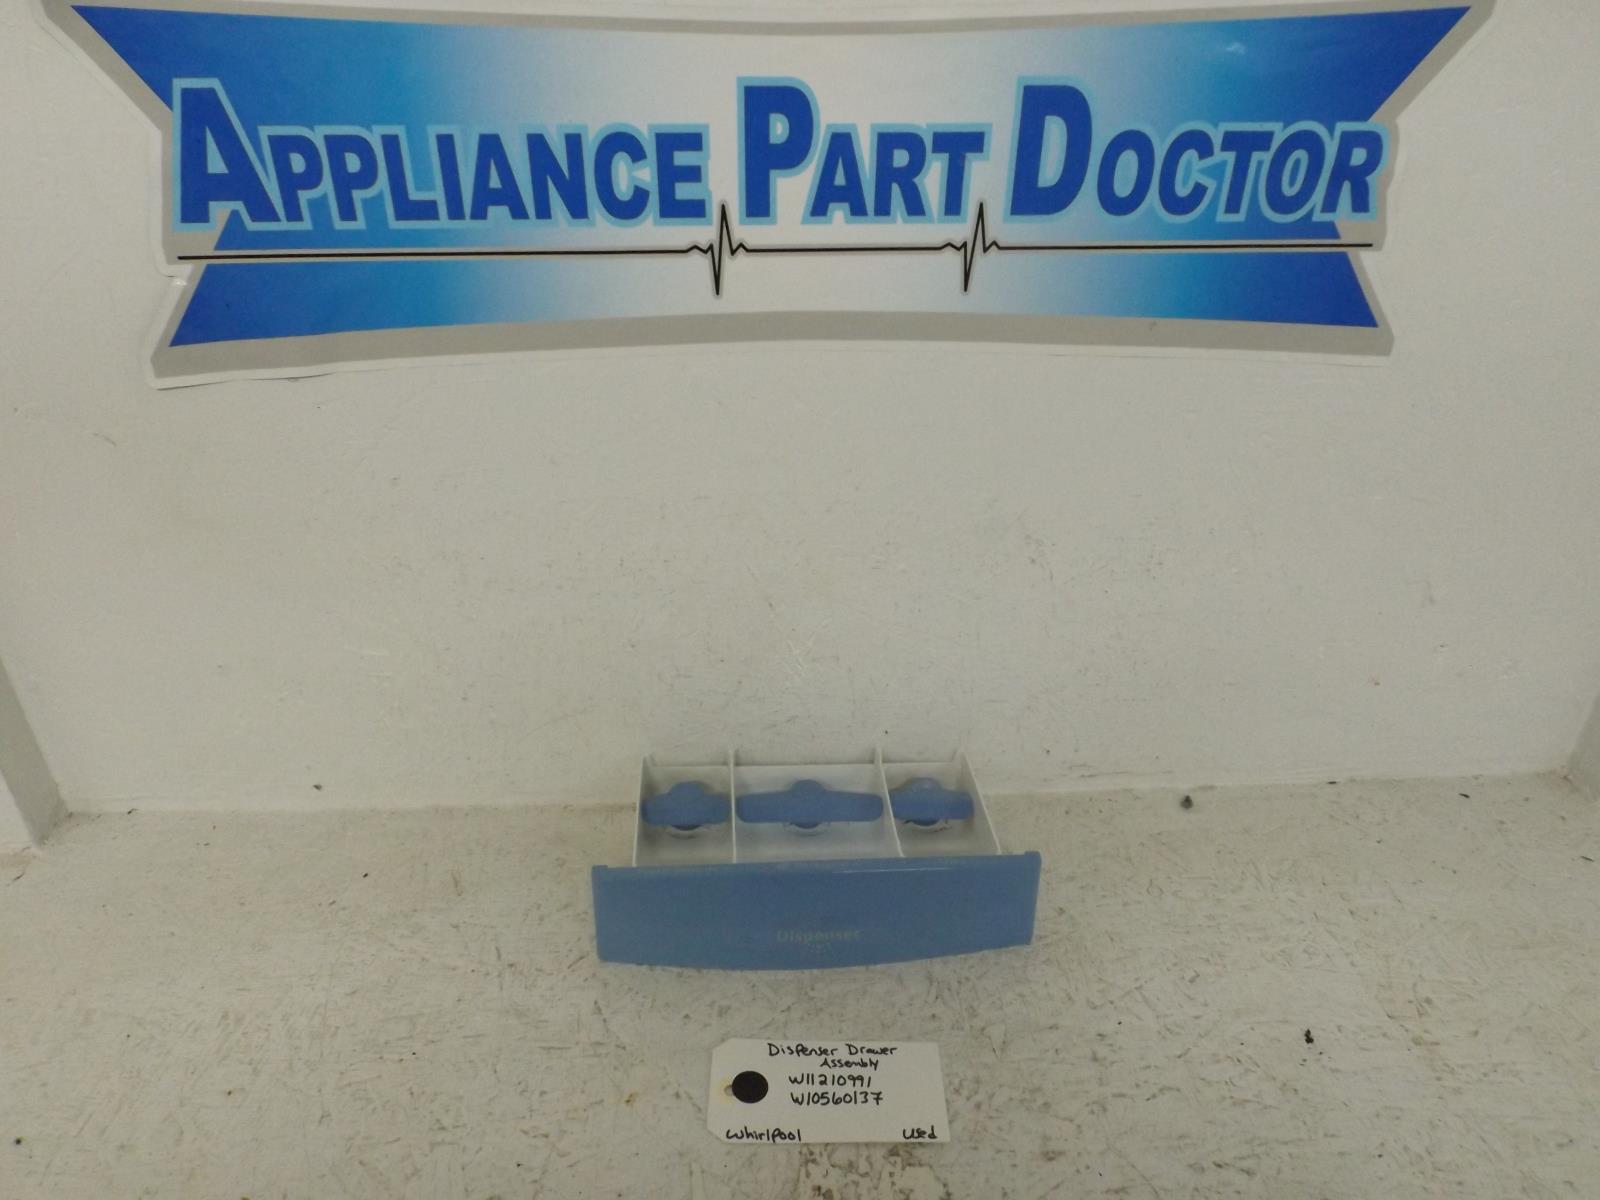 APPLIANCE PART DOCTOR
Dispenser
Dispenser Drawer
Assembly
W11210991
W10560137
Whirlpool Used